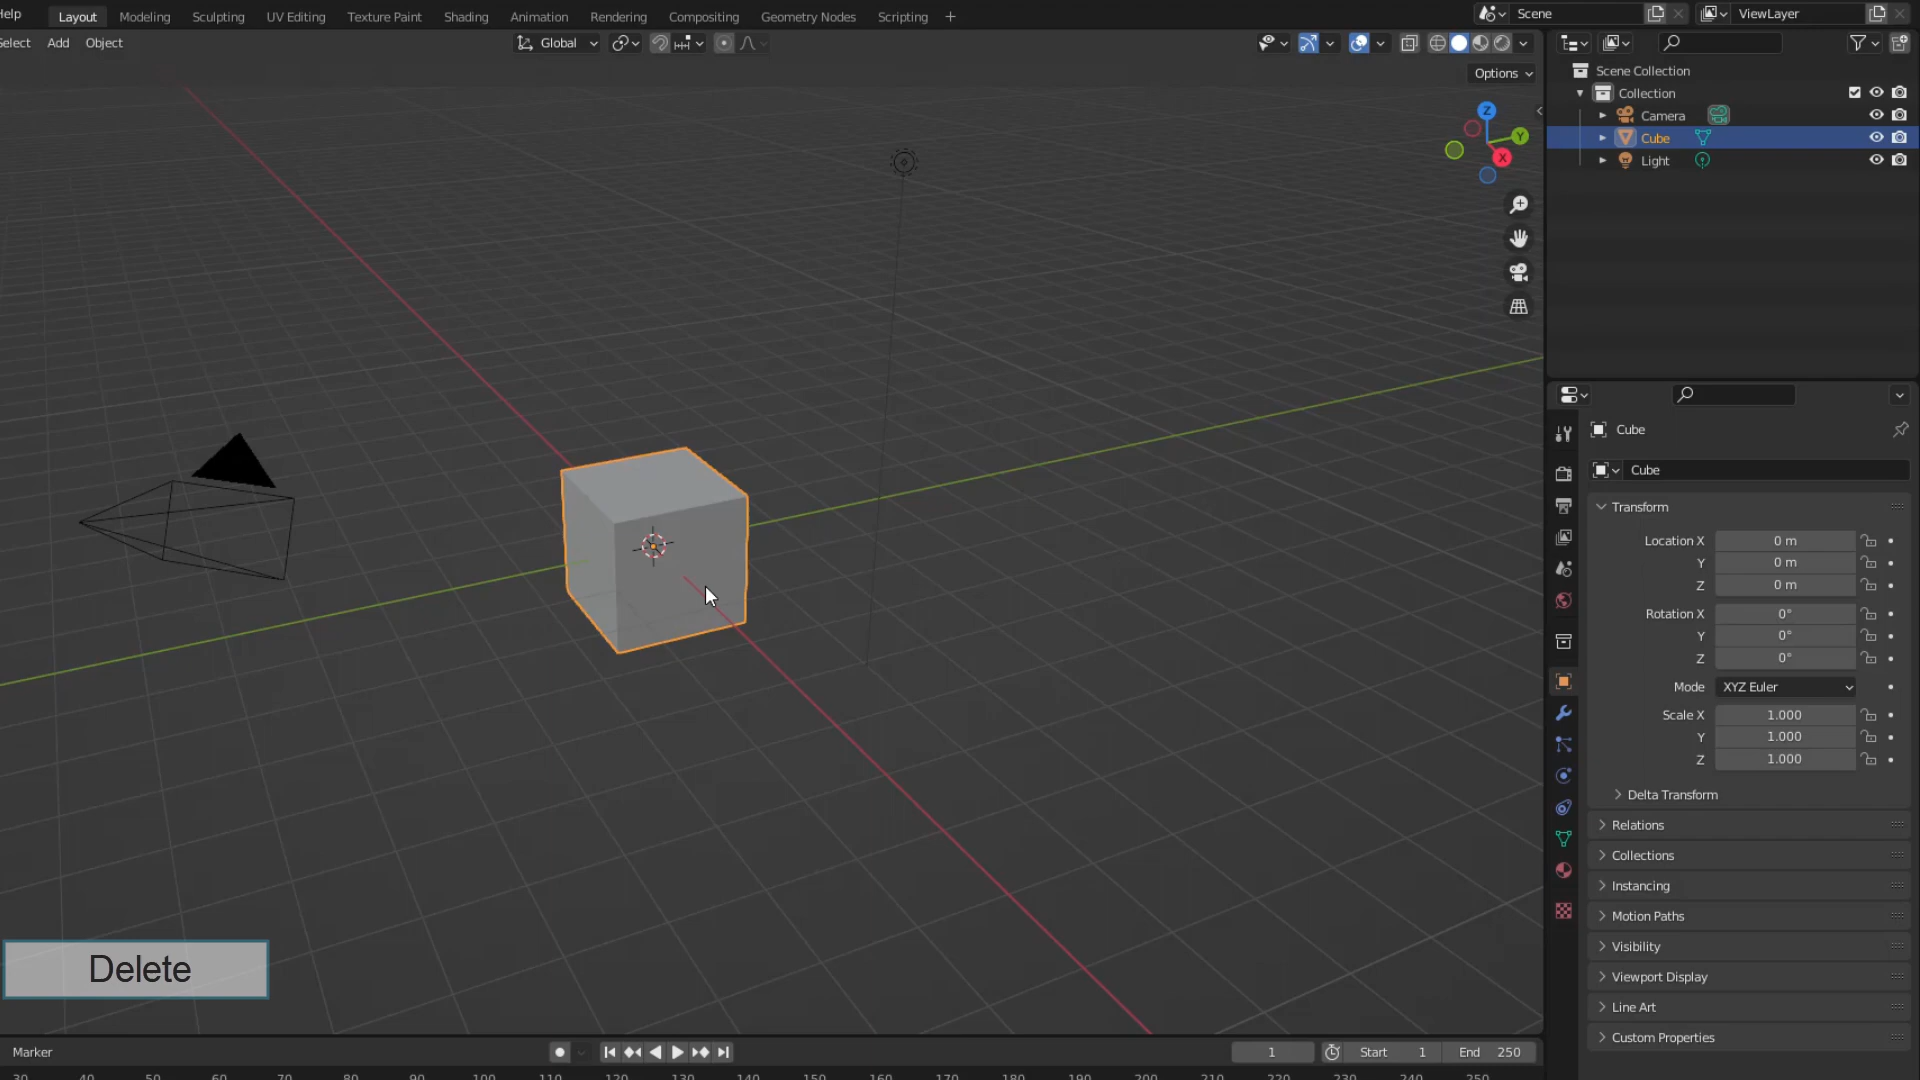 Help Layout Modeling Sculpting UV Editing Texture Paint Shading Animation Rendering Compositing Geometry Nodes Scripting + Scene ViewLayer
Select Add Object Global
Options
Z
Y
X
Scene Collection
Collection
Camera
Cube
Light
Cube
Cube
Transform
Location X 0 m
Y 0 m
Z 0 m
Rotation X 0°
Y 0°
Z 0°
Mode XYZ Euler
Scale X 1.000
Y 1.000
Z 1.000
Delta Transform
Relations
Collections
Instancing
Motion Paths
Visibility
Viewport Display
Line Art
Custom Properties
Delete
Marker 1 Start 1 End 250
30 40 50 60 70 80 90 100 110 120 130 140 150 160 170 180 190 200 210 220 230 240 250